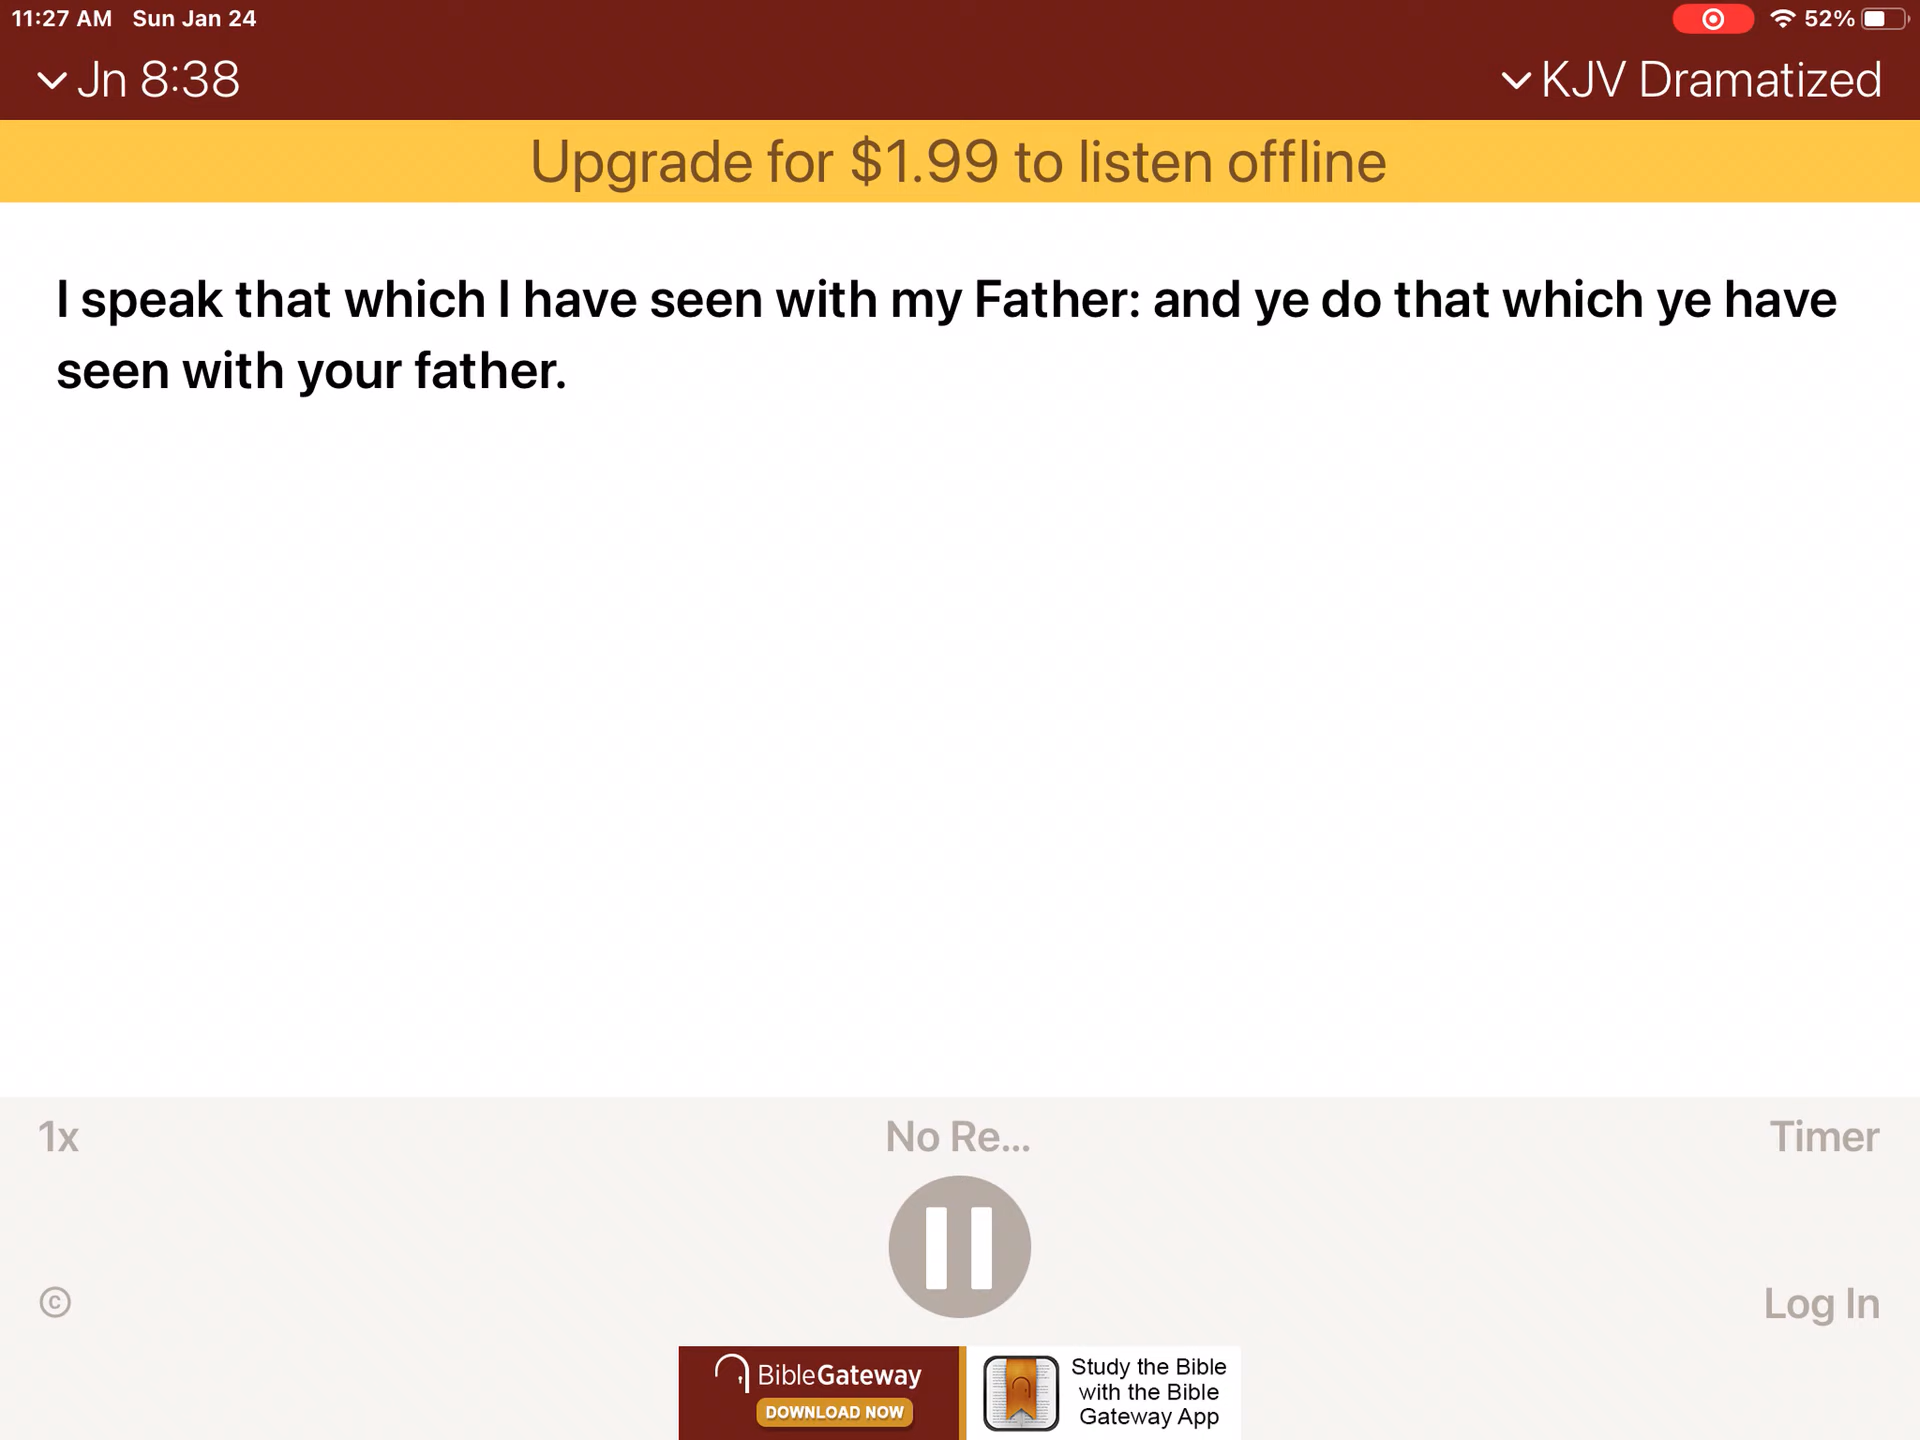 11:27 AM Sun Jan 24
52%
Jn 8:38
KJV Dramatized
Upgrade for $1.99 to listen offline
I speak that which I have seen with my Father: and ye do that which ye have
seen with your father.
1x
No Re...
Timer
©
Log In
BibleGateway
DOWNLOAD NOW
Study the Bible
with the Bible
Gateway App